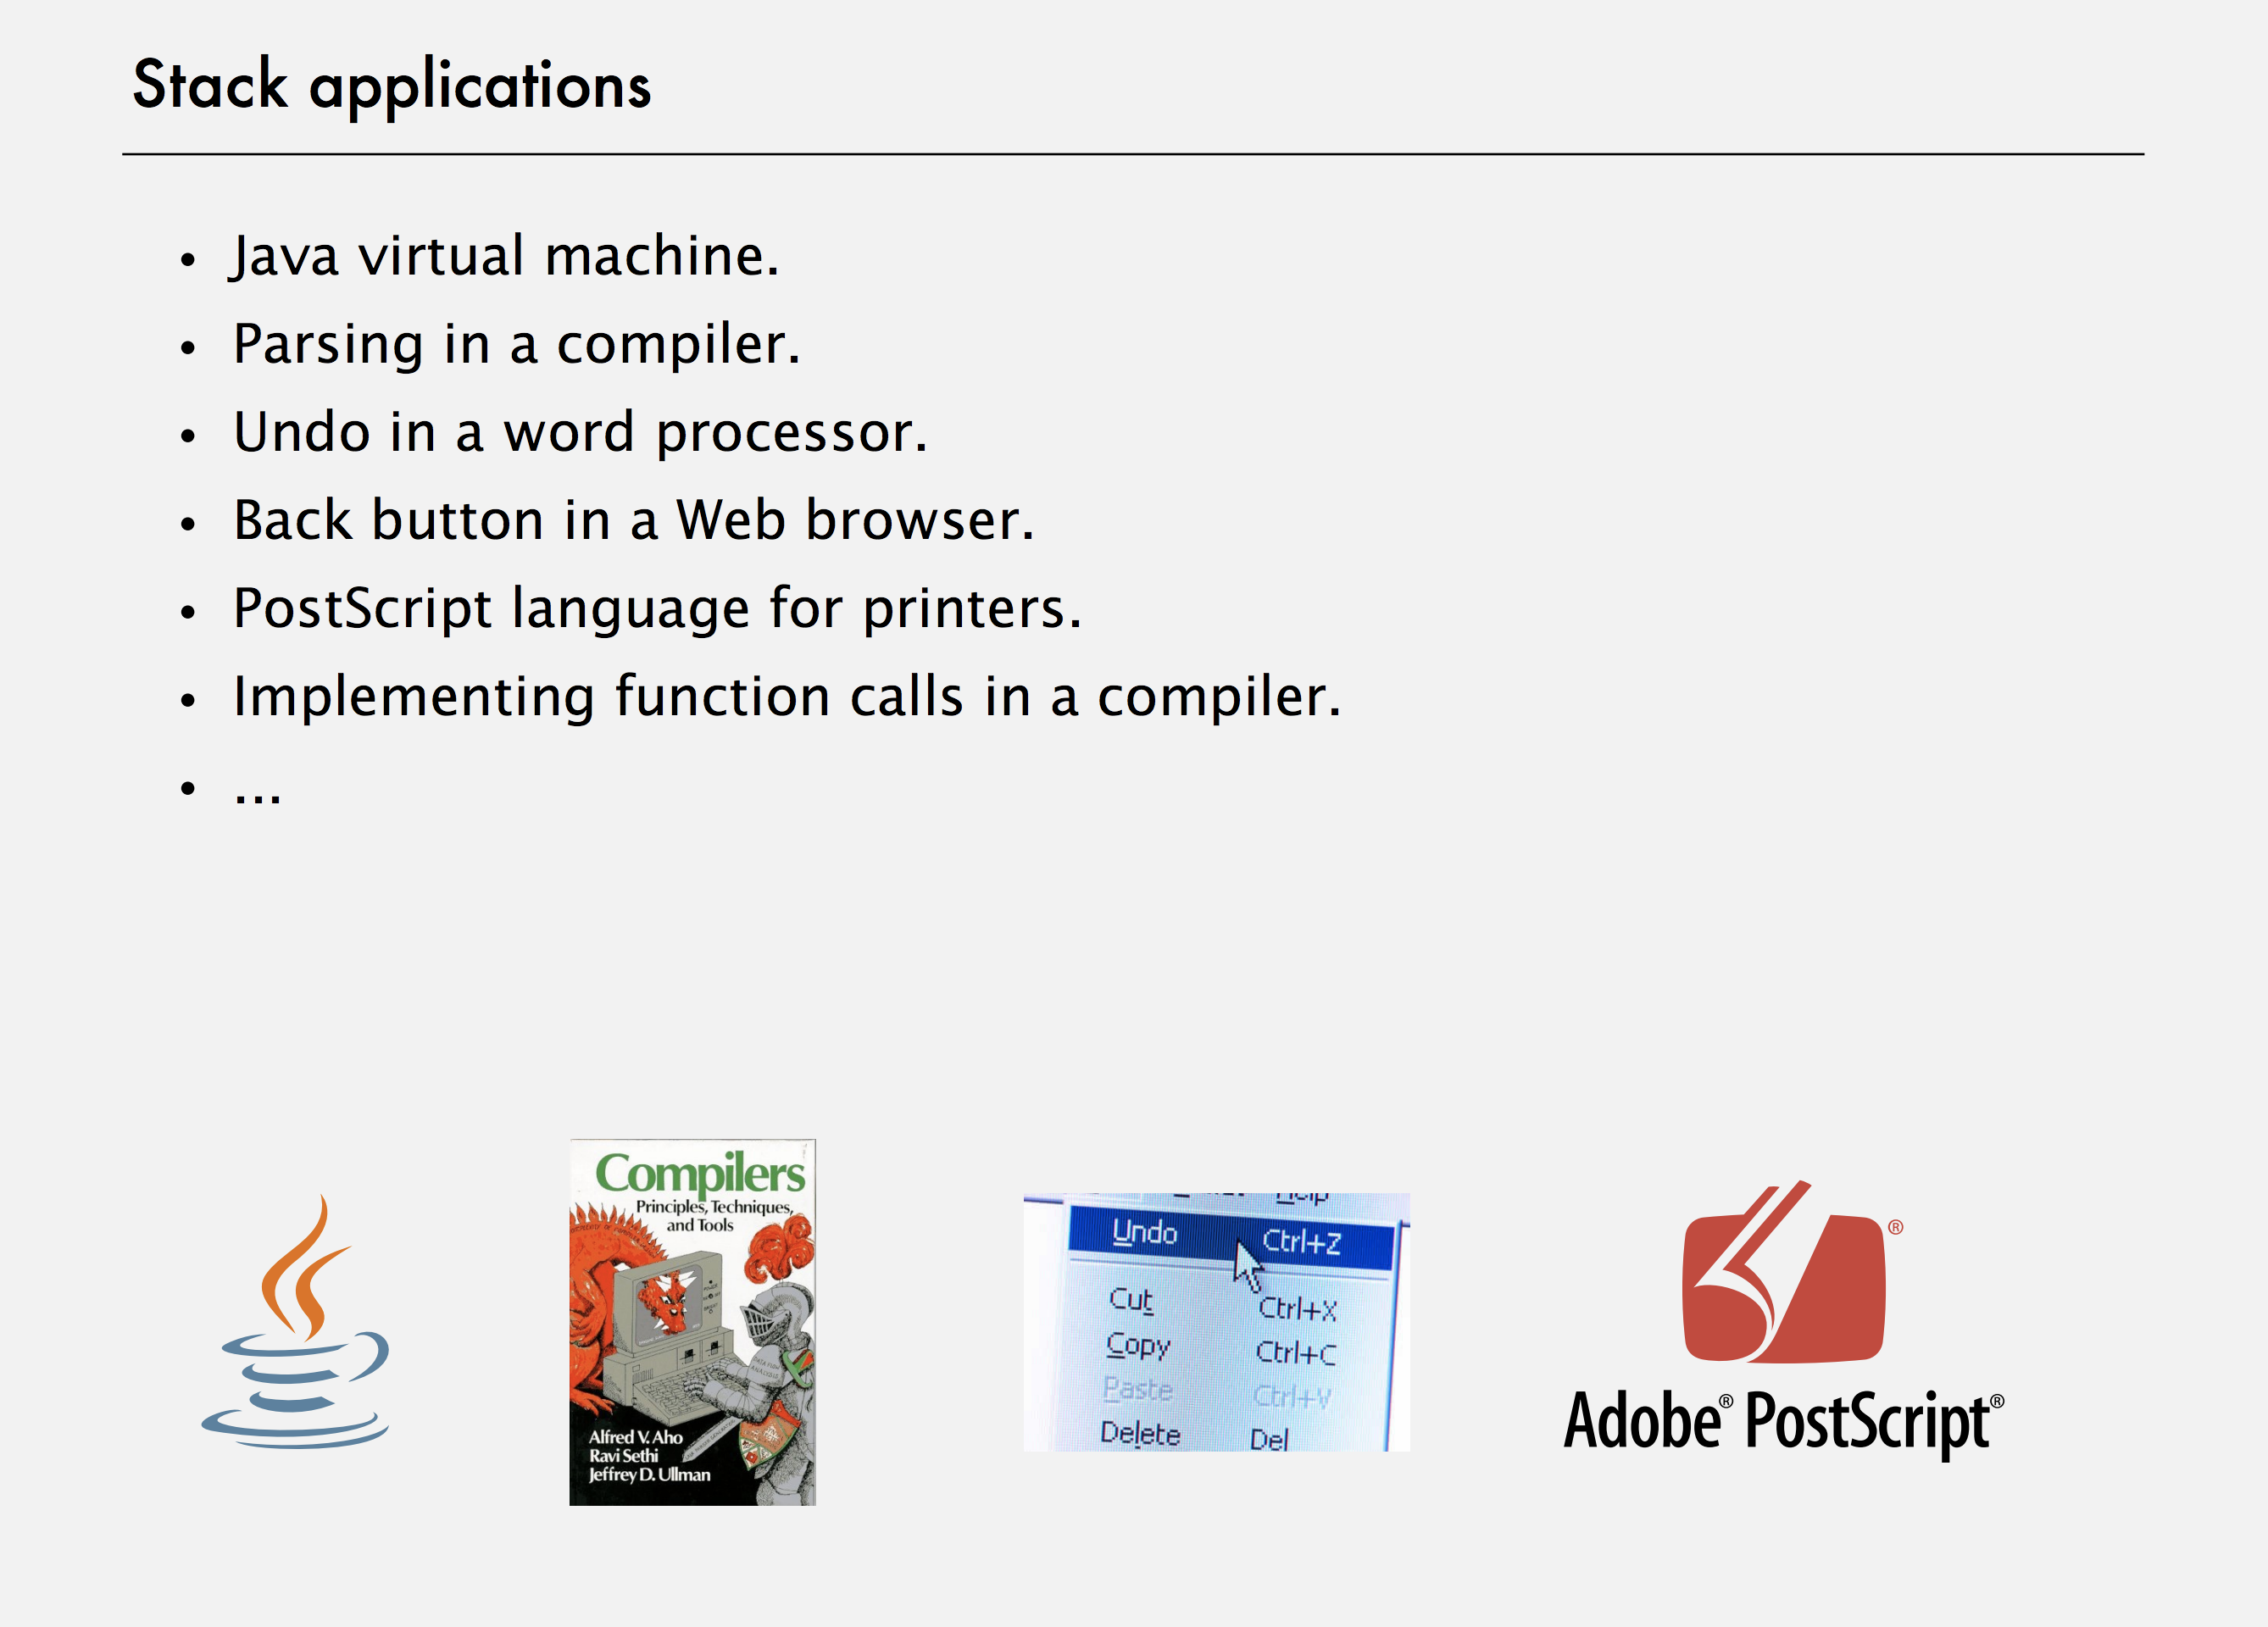 Stack applications
• Java virtual machine.
• Parsing in a compiler.
• Undo in a word processor.
• Back button in a Web browser.
• PostScript language for printers.
• Implementing function calls in a compiler.
• ...
Compilers
Principles, Techniques,
and Tools
Alfred V. Aho
Ravi Sethi
Jeffrey D. Ullman
Help
Undo Ctrl+Z
Cut Ctrl+X
Copy Ctrl+C
Paste Ctrl+V
Delete Del
®
Adobe® PostScript®